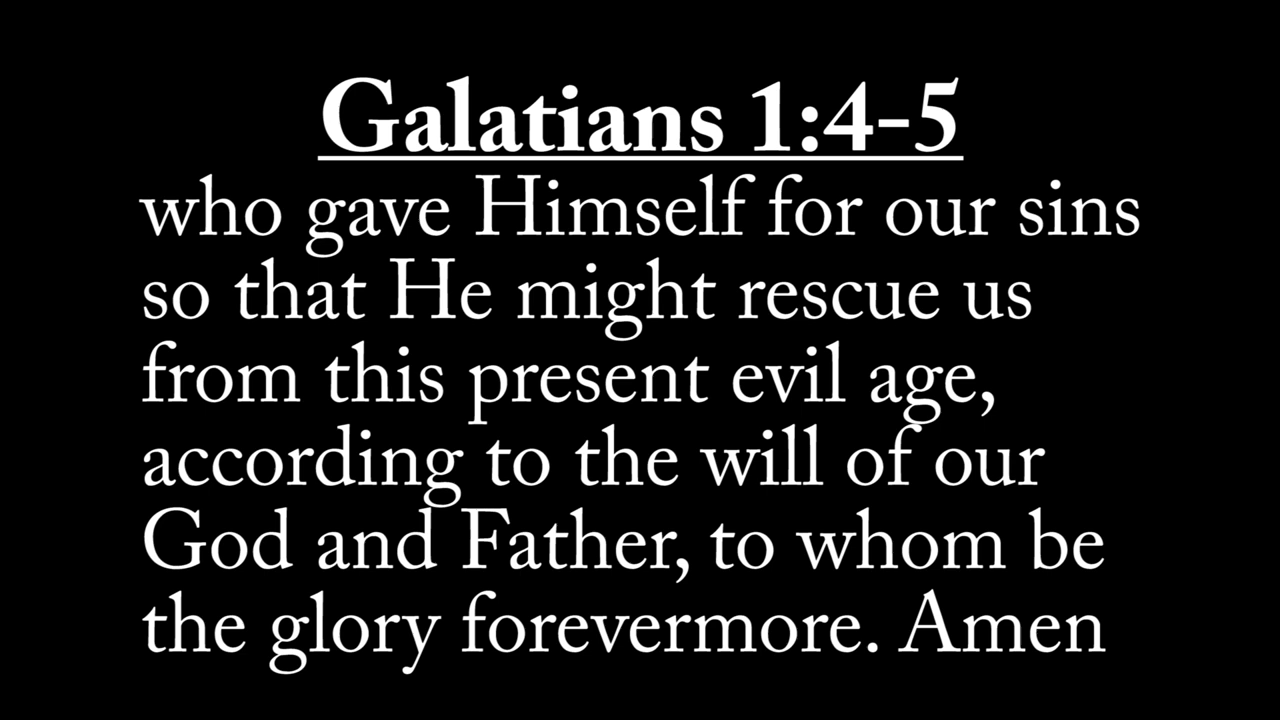 Galatians 1:4-5
who gave Himself for our sins
so that He might rescue us
from this present evil age,
according to the will of our
God and Father, to whom be
the glory forevermore. Amen